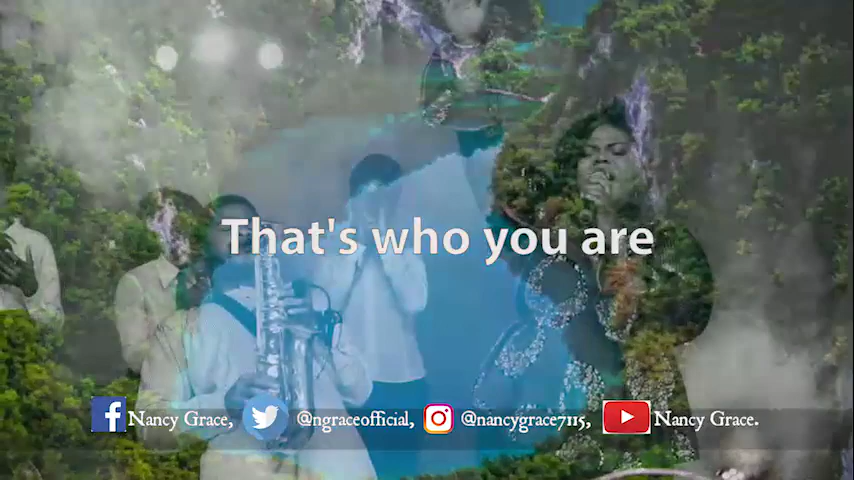 That's who you are
Nancy Grace, @ngraceofficial, @nancygrace7115, Nancy Grace.